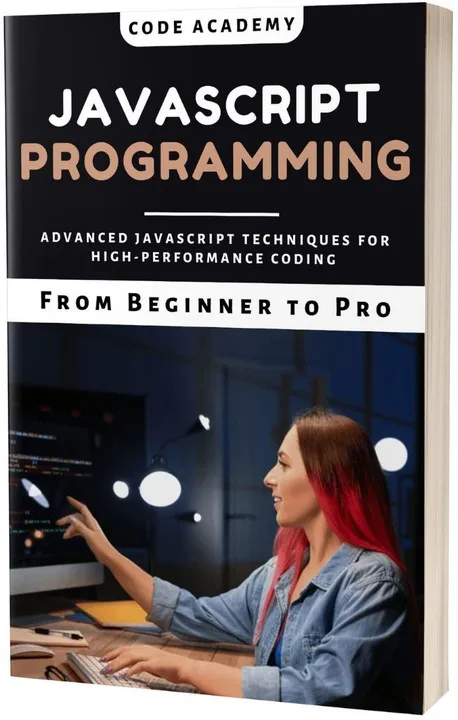 CODE ACADEMY
JAVASCRIPT
PROGRAMMING
ADVANCED JAVASCRIPT TECHNIQUES FOR
HIGH-PERFORMANCE CODING
From Beginner to Pro